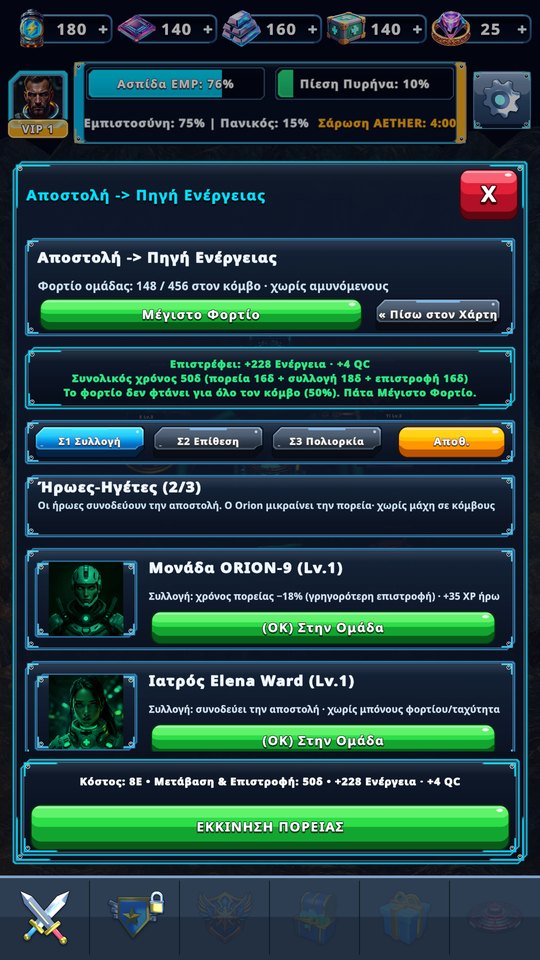 180 +
140 +
160 +
140 +
25 +
Ασπίδα EMP: 76%
Πίεση Πυρήνα: 10%
VIP 1
Εμπιστοσύνη: 75% | Πανικός: 15% Σάρωση AETHER: 4:00
Αποστολή -> Πηγή Ενέργειας
X
Αποστολή -> Πηγή Ενέργειας
Φορτίο ομάδας: 148 / 456 στον κόμβο · χωρίς αμυνόμενους
Μέγιστο Φορτίο
« Πίσω στον Χάρτη
Επιστρέφει: +228 Ενέργεια · +4 QC
Συνολικός χρόνος 50δ (πορεία 16δ + συλλογή 18δ + επιστροφή 16δ)
Το φορτίο δεν φτάνει για όλο τον κόμβο (50%). Πάτα Μέγιστο Φορτίο.
Σ1 Συλλογή
Σ2 Επίθεση
Σ3 Πολιορκία
Αποθ.
Ήρωες-Ηγέτες (2/3)
Οι ήρωες συνοδεύουν την αποστολή. Ο Orion μικραίνει την πορεία· χωρίς μάχη σε κόμβους
Μονάδα ORION-9 (Lv.1)
Συλλογή: χρόνος πορείας −18% (γρηγορότερη επιστροφή) · +35 XP ήρω
(OK) Στην Ομάδα
Ιατρός Elena Ward (Lv.1)
Συλλογή: συνοδεύει την αποστολή · χωρίς μπόνους φορτίου/ταχύτητα
(OK) Στην Ομάδα
Κόστος: 8Ε • Μετάβαση & Επιστροφή: 50δ • +228 Ενέργεια · +4 QC
ΕΚΚΙΝΗΣΗ ΠΟΡΕΙΑΣ